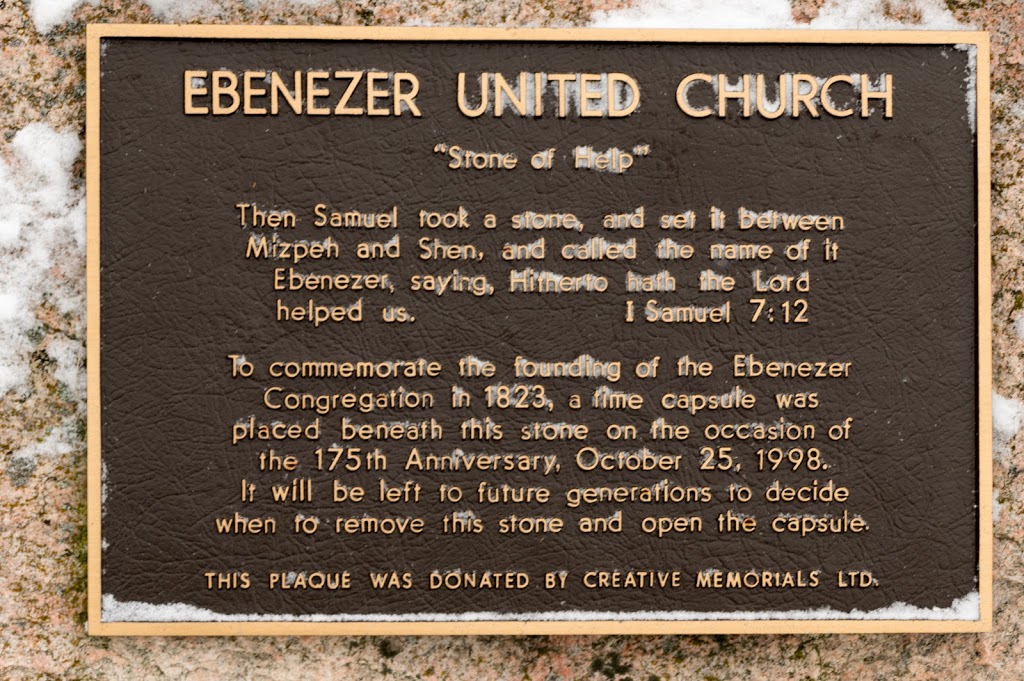 EBENEZER UNITED CHURCH
"Stone of Help"
Then Samuel took a stone, and set it between
Mizpeh and Shen, and called the name of it
Ebenezer, saying, Hitherto hath the Lord
helped us. I Samuel 7:12
To commemorate the founding of the Ebenezer
Congregation in 1823, a time capsule was
placed beneath this stone on the occasion of
the 175th Anniversary, October 25, 1998.
It will be left to future generations to decide
when to remove this stone and open the capsule.
THIS PLAQUE WAS DONATED BY CREATIVE MEMORIALS LTD.